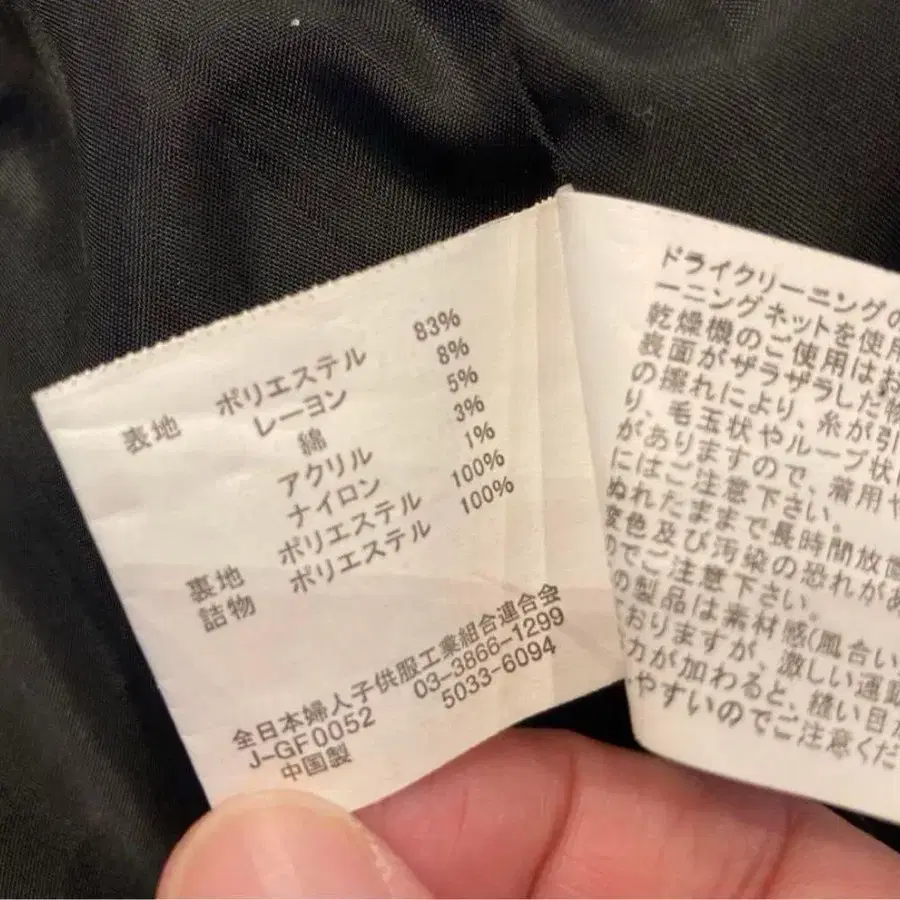 表地 ポリエステル 83%
レーヨン 8%
綿 5%
アクリル 3%
ナイロン 1%
裏地 ポリエステル 100%
詰物 ポリエステル 100%
全日本婦人子供服工業組合連合会
J-GF0052 03-3866-1299
中国製 5033-6094
ドライクリーニングの
ーニングネットを使用
乾燥機のご使用はお
表面がザラザラした物
の擦れにより、糸が引
り、毛玉状やループ状に
がありますので、着用や
にはご注意下さい。
ぬれたままで長時間放置
変色及び汚染の恐れがあ
のでご注意下さい。
の製品は素材感(風合い
ておりますが、激しい運動
力が加わると、縫い目が
やすいのでご注意くだ